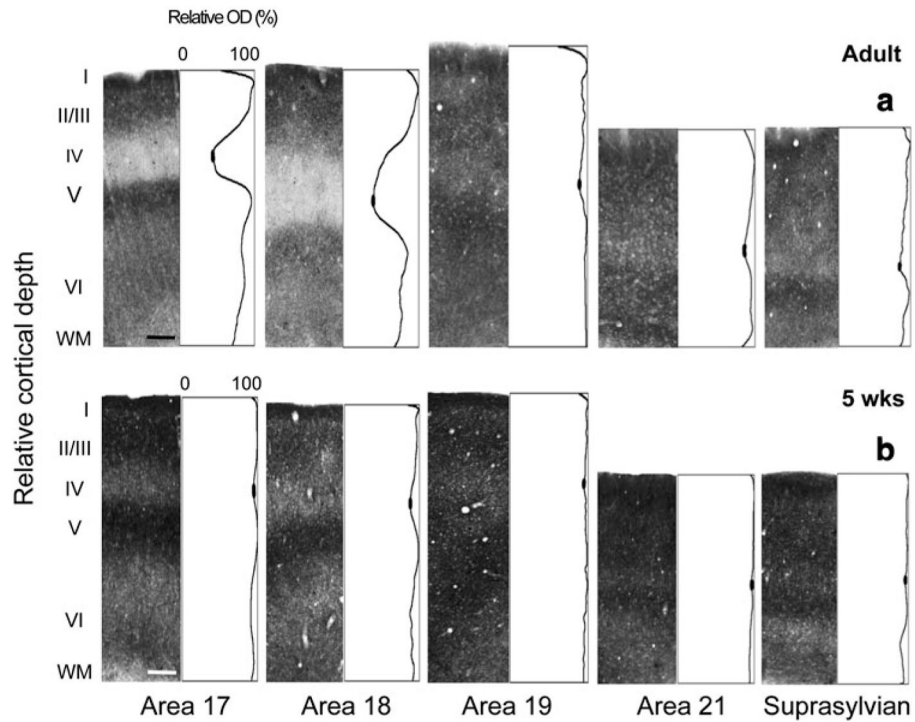 Relative OD (%)
0 100
Adult
a
I
II/III
IV
V
VI
WM
Relative cortical depth
0 100
5 wks
b
I
II/III
IV
V
VI
WM
Area 17 Area 18 Area 19 Area 21 Suprasylvian